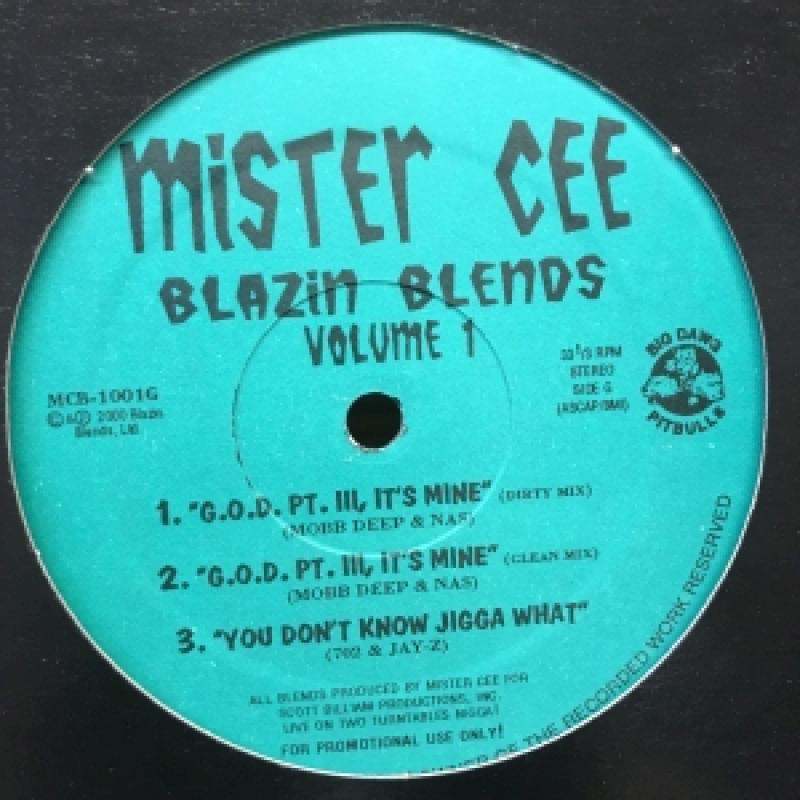 MISTER CEE
BLAZIN BLENDS
VOLUME 1
MCB-1001G
©&℗ 2000 Blazin
Blends, Ltd.
33 1/3 RPM
STEREO
SIDE G
(ASCAP/BMI)
BIG DAWG
PITBULLS
1. "G.O.D. PT. III, IT'S MINE" (DIRTY MIX)
(MOBB DEEP & NAS)
2. "G.O.D. PT. III, IT'S MINE" (CLEAN MIX)
(MOBB DEEP & NAS)
3. "YOU DON'T KNOW JIGGA WHAT"
(702 & JAY-Z)
ALL BLENDS PRODUCED BY MISTER CEE FOR
SCOTT BILLIAM PRODUCTIONS, INC.
LIVE ON TWO TURNTABLES NIGGA!
FOR PROMOTIONAL USE ONLY!
OWNER OF THE RECORDED WORK RESERVED